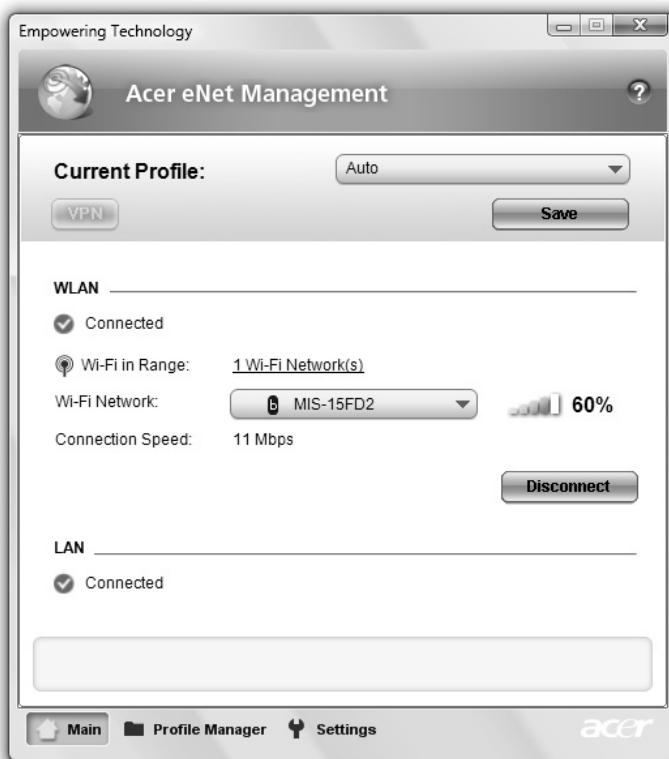 Empowering Technology
Acer eNet Management
?
Current Profile:
Auto
VPN
Save
WLAN
Connected
Wi-Fi in Range:
1 Wi-Fi Network(s)
Wi-Fi Network:
b MIS-15FD2
60%
Connection Speed:
11 Mbps
Disconnect
LAN
Connected
Main
Profile Manager
Settings
acer